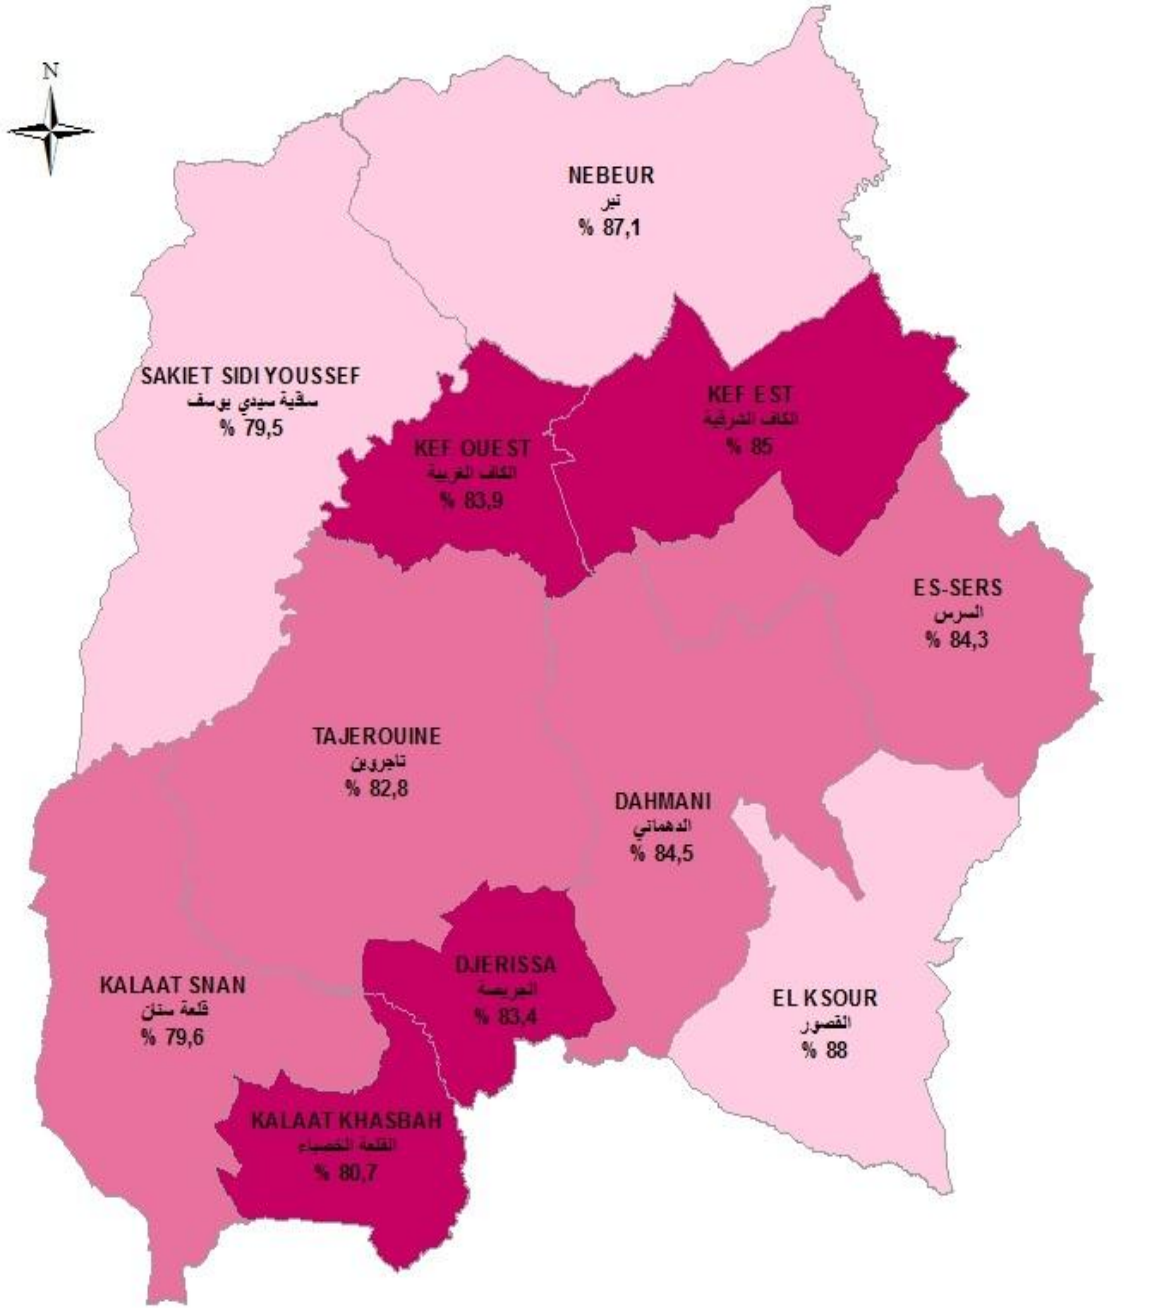 N
NEBEUR
نبر
% 87,1
SAKIET SIDI YOUSSEF
ساقية سيدي يوسف
% 79,5
KEF EST
الكاف الشرقية
% 85
KEF OUEST
الكاف الغربية
% 83,9
ES-SERS
السرس
% 84,3
TAJEROUINE
تاجروين
% 82,8
DAHMANI
الدهماني
% 84,5
DJERISSA
الجريصة
% 83,4
KALAAT SNAN
قلعة سنان
% 79,6
EL KSOUR
القصور
% 88
KALAAT KHASBAH
القلعة الخصباء
% 80,7